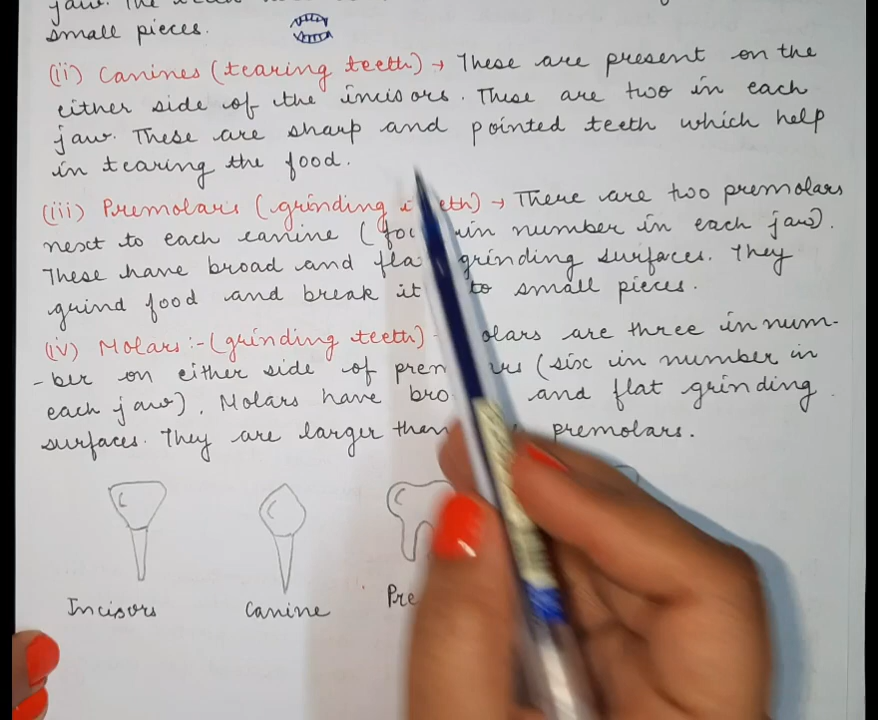 small pieces.
(ii) Canines (tearing teeth) → These are present on the
either side of the incisors. These are two in each
jaw. These are sharp and pointed teeth which help
in tearing the food.
(iii) Premolars (grinding teeth) → There are two premolars
next to each canine ( in number in each jaw).
These have broad and grinding surfaces. They
grind food and break it to small pieces.
(iv) Molars :- (grinding teeth) - are three in num-
-ber on either side of (six in number in
each jaw). Molars have and flat grinding
surfaces. They are larger than premolars.
Incisors Canine